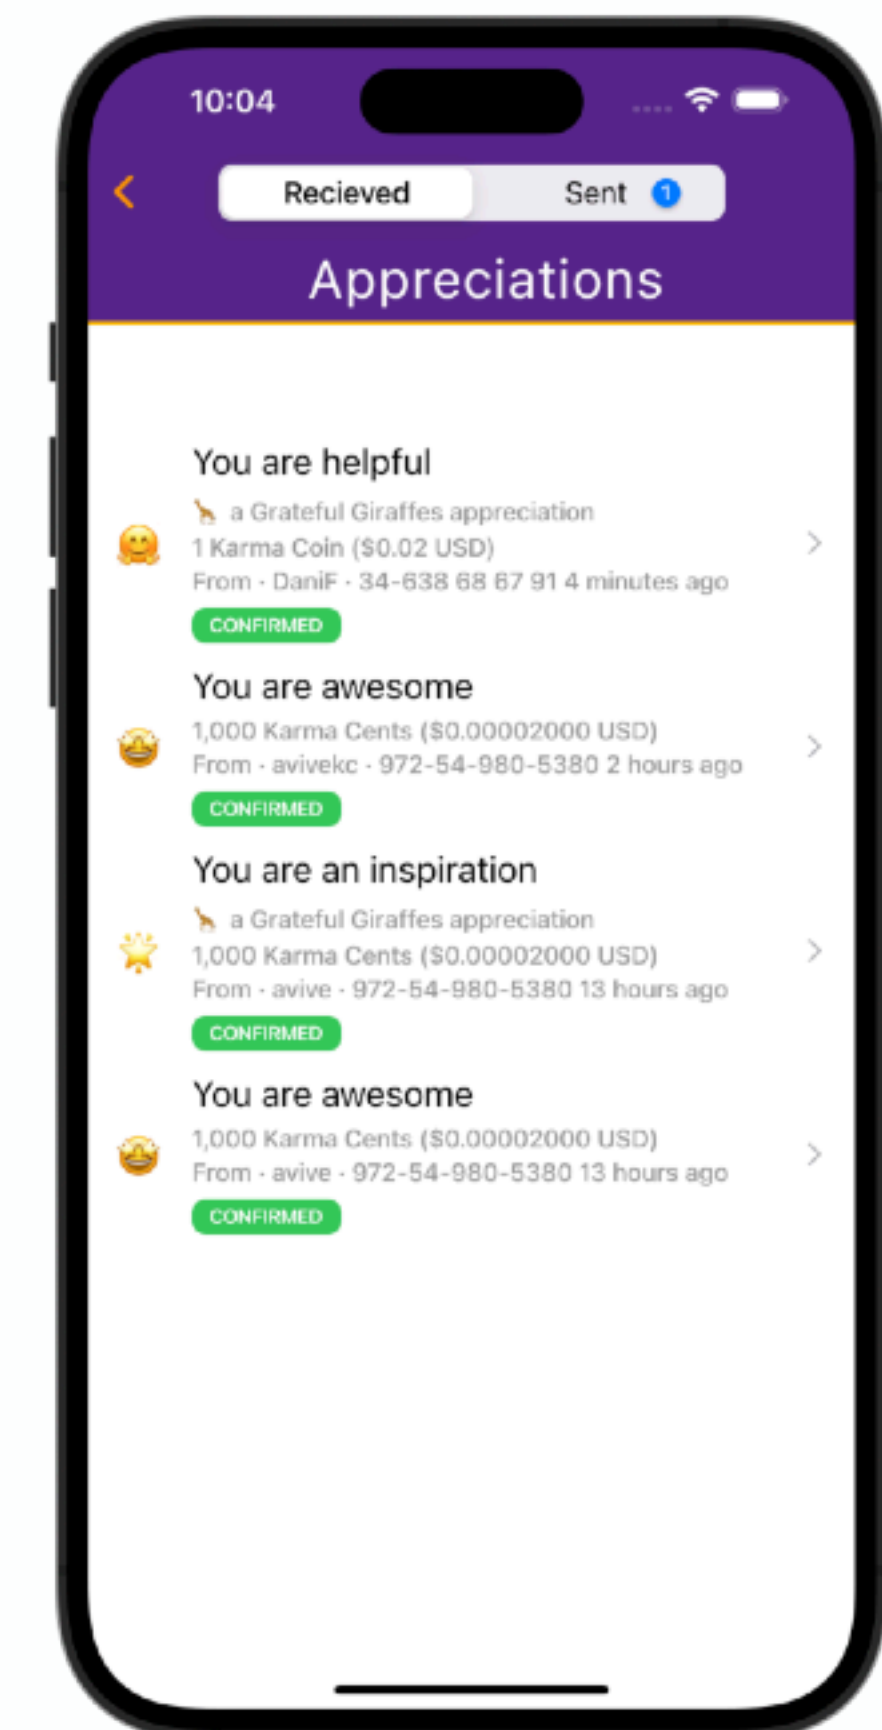 10:04
Recieved Sent 1
Appreciations
You are helpful
a Grateful Giraffes appreciation
1 Karma Coin ($0.02 USD)
From · DaniF · 34-638 68 67 91 4 minutes ago
CONFIRMED
You are awesome
1,000 Karma Cents ($0.00002000 USD)
From · avivekc · 972-54-980-5380 2 hours ago
CONFIRMED
You are an inspiration
a Grateful Giraffes appreciation
1,000 Karma Cents ($0.00002000 USD)
From · avive · 972-54-980-5380 13 hours ago
CONFIRMED
You are awesome
1,000 Karma Cents ($0.00002000 USD)
From · avive · 972-54-980-5380 13 hours ago
CONFIRMED